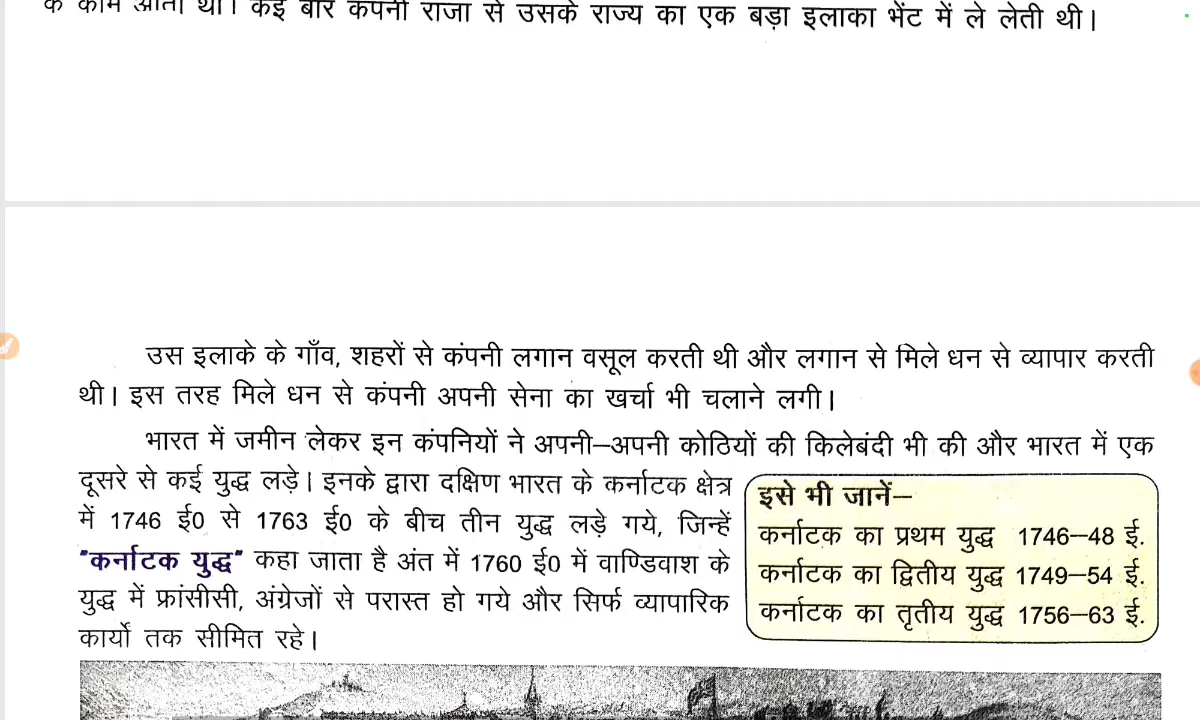 के काम आता था। कई बार कंपनी राजा से उसके राज्य का एक बड़ा इलाका भेंट में ले लेती थी।
उस इलाके के गाँव, शहरों से कंपनी लगान वसूल करती थी और लगान से मिले धन से व्यापार करती
थी। इस तरह मिले धन से कंपनी अपनी सेना का खर्चा भी चलाने लगी।
भारत में जमीन लेकर इन कंपनियों ने अपनी–अपनी कोठियों की किलेबंदी भी की और भारत में एक
दूसरे से कई युद्ध लड़े। इनके द्वारा दक्षिण भारत के कर्नाटक क्षेत्र
में 1746 ई0 से 1763 ई0 के बीच तीन युद्ध लड़े गये, जिन्हें
"कर्नाटक युद्ध" कहा जाता है अंत में 1760 ई0 में वाण्डिवाश के
युद्ध में फ्रांसीसी, अंग्रेजों से परास्त हो गये और सिर्फ व्यापारिक
कार्यों तक सीमित रहे।
इसे भी जानें–
कर्नाटक का प्रथम युद्ध 1746–48 ई.
कर्नाटक का द्वितीय युद्ध 1749–54 ई.
कर्नाटक का तृतीय युद्ध 1756–63 ई.